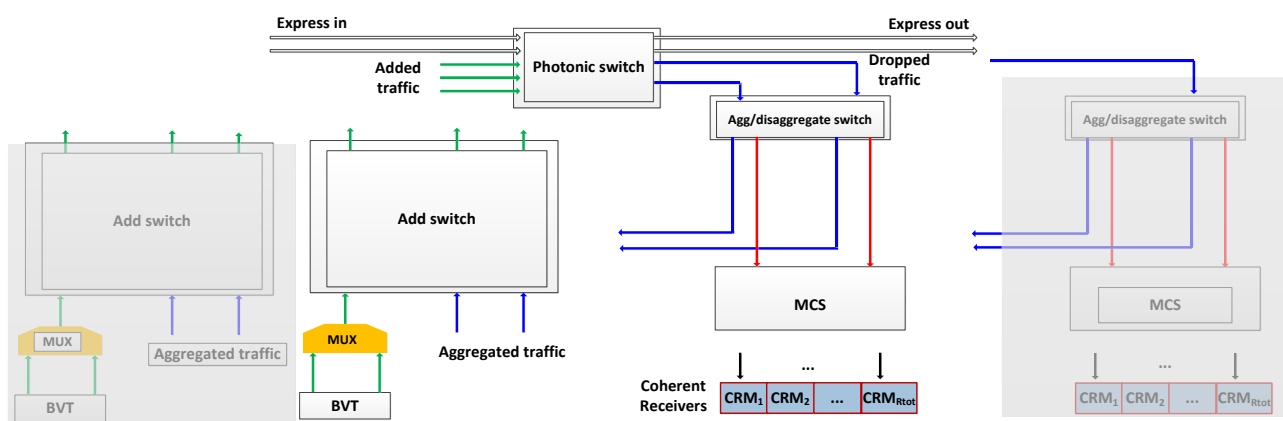 Express in
Express out
Photonic switch
Added
traffic
Dropped
traffic
Agg/disaggregate switch
Agg/disaggregate switch
Add switch
Add switch
MCS
MCS
MUX
MUX
Aggregated traffic
Aggregated traffic
BVT
BVT
...
...
Coherent
Receivers
CRM1 CRM2 ... CRMRtot
CRM1 CRM2 ... CRMRtot